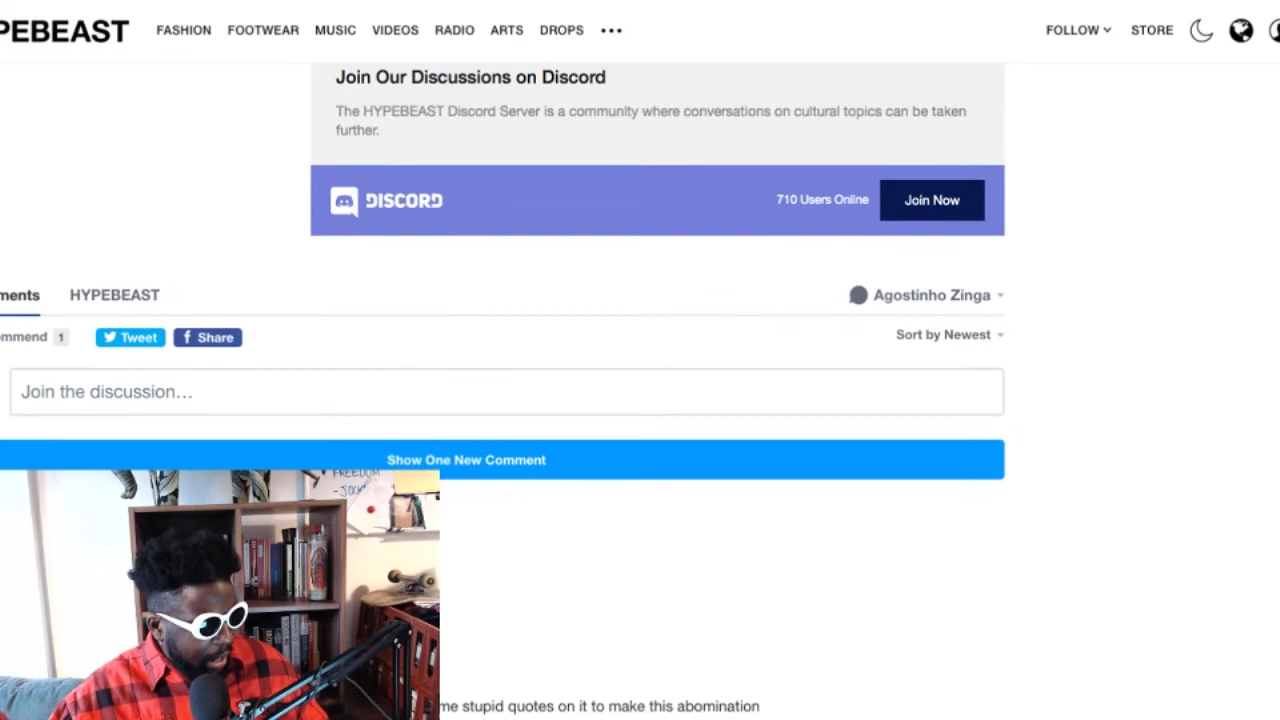 PEBEAST FASHION FOOTWEAR MUSIC VIDEOS RADIO ARTS DROPS ••• FOLLOW STORE
Join Our Discussions on Discord
The HYPEBEAST Discord Server is a community where conversations on cultural topics can be taken
further.
DISCORD 710 Users Online Join Now
ments HYPEBEAST Agostinho Zinga
mmend 1 Tweet f Share Sort by Newest
Join the discussion…
Show One New Comment
FREEDOM
me stupid quotes on it to make this abomination